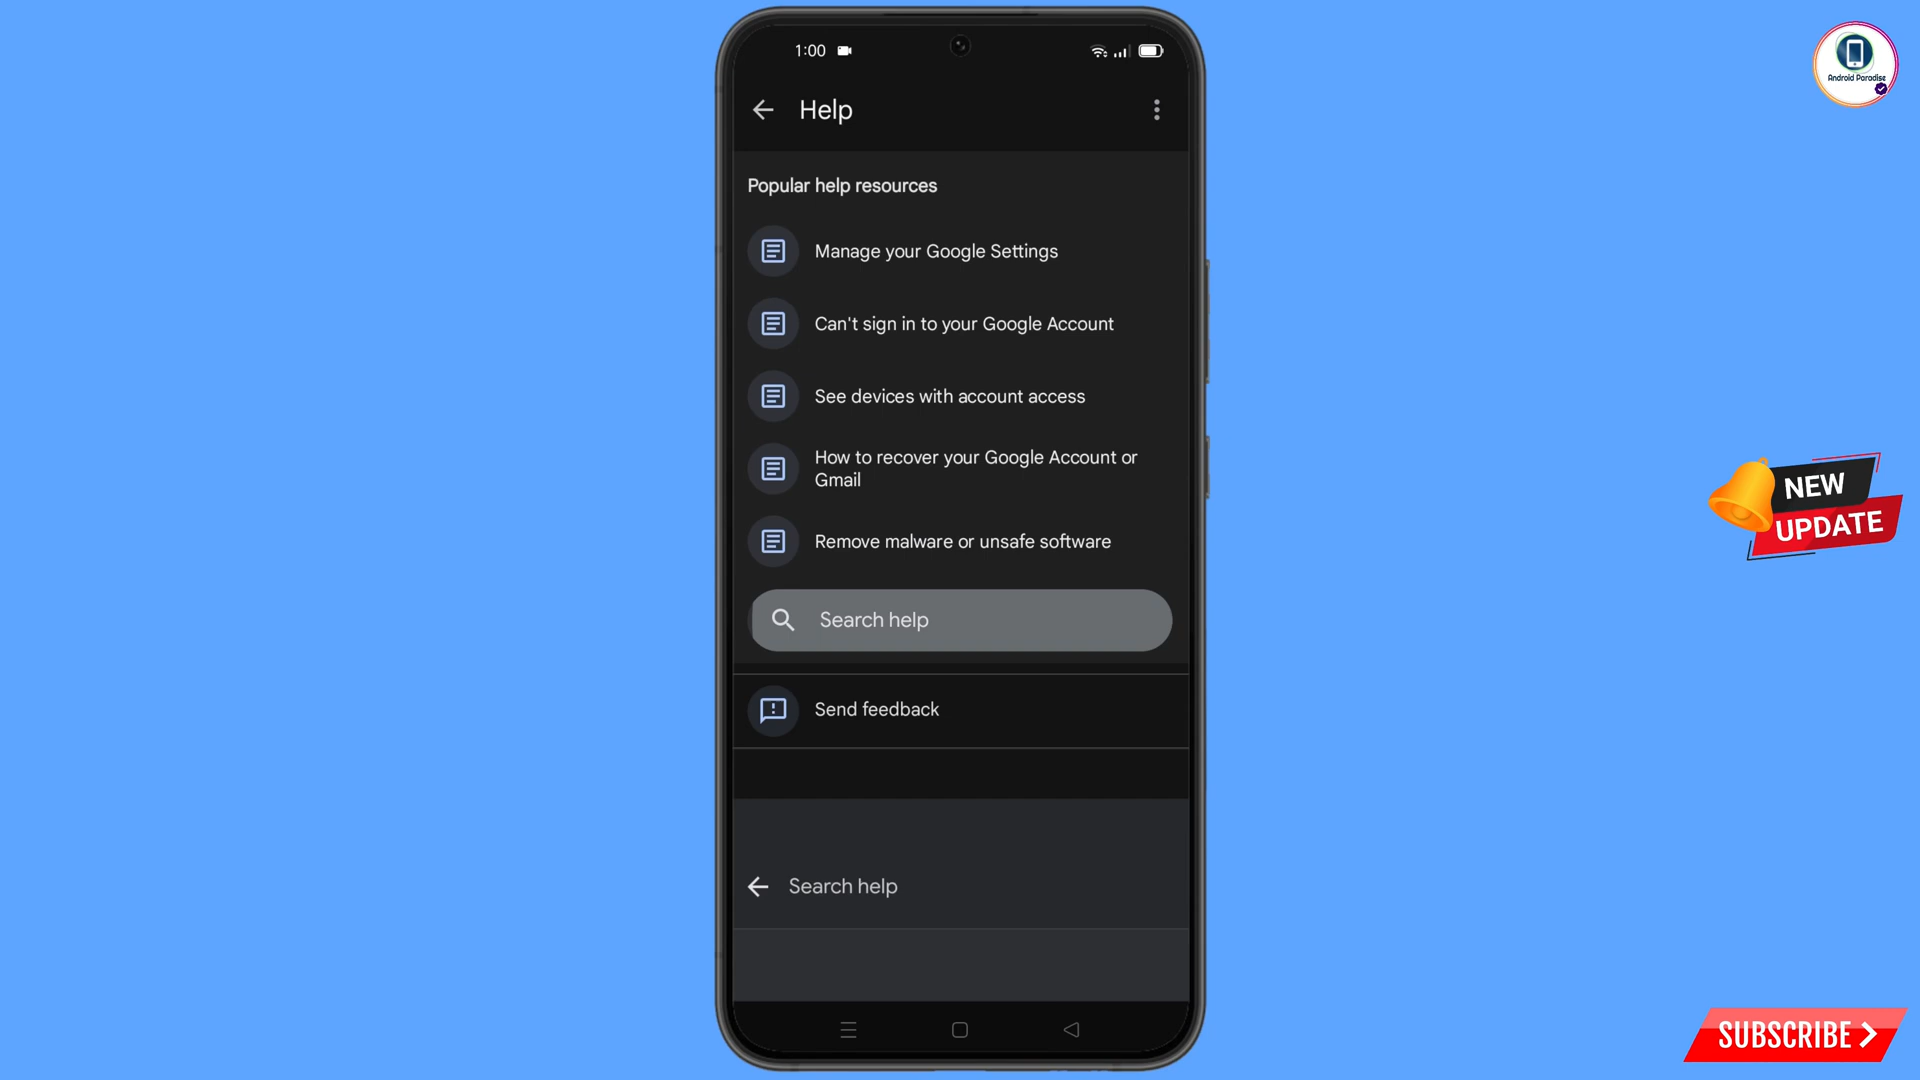 1:00
Help
Popular help resources
Manage your Google Settings
Can't sign in to your Google Account
See devices with account access
How to recover your Google Account or
Gmail
Remove malware or unsafe software
Search help
Send feedback
Search help
Android Paradise
NEW
UPDATE
SUBSCRIBE